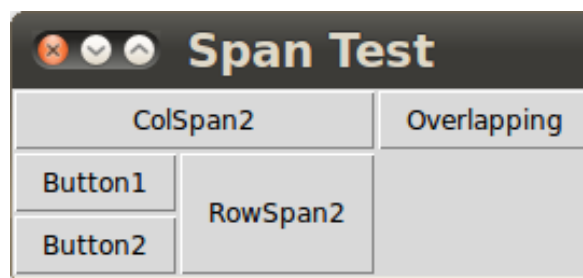 Span Test
ColSpan2 Overlapping
Button1
RowSpan2
Button2